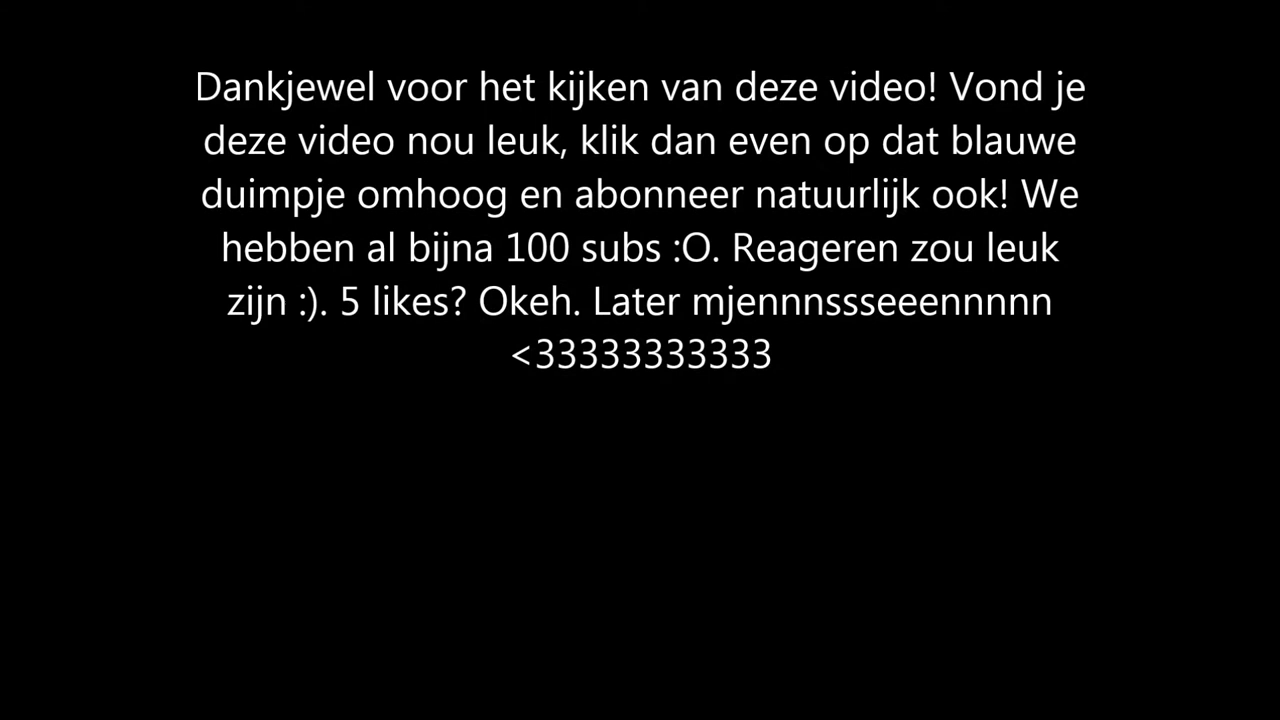 Dankjewel voor het kijken van deze video! Vond je
deze video nou leuk, klik dan even op dat blauwe
duimpje omhoog en abonneer natuurlijk ook! We
hebben al bijna 100 subs :O. Reageren zou leuk
zijn :). 5 likes? Okeh. Later mjennnssseeennnnn
<33333333333